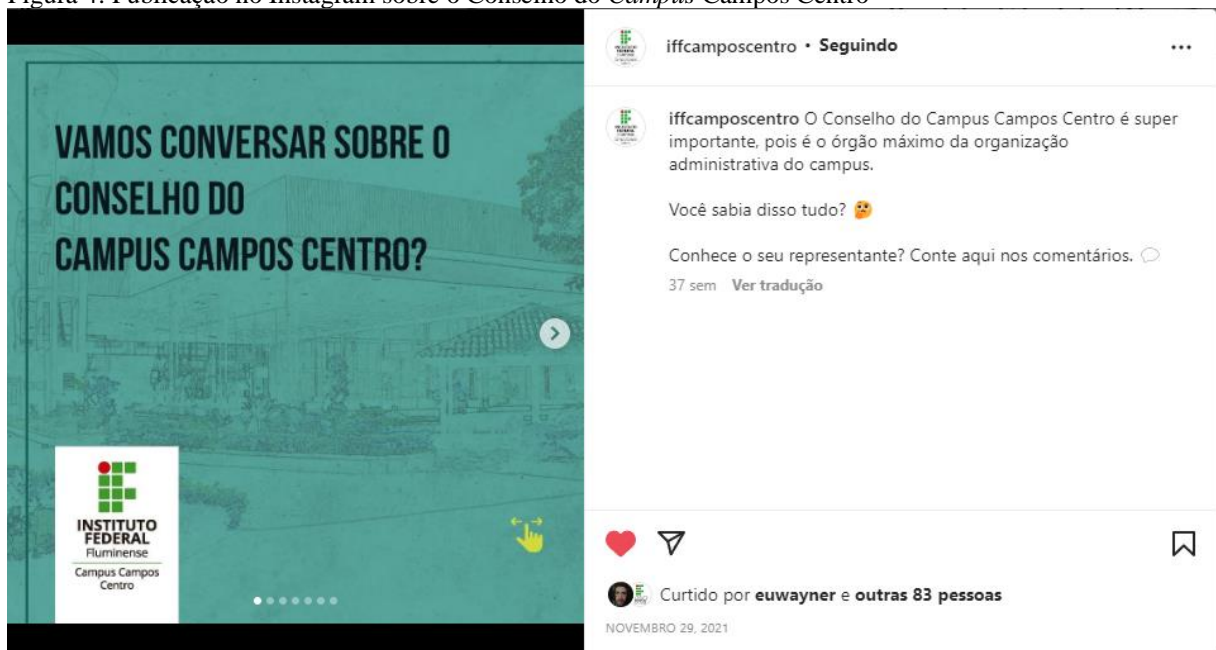 Figura 4: Publicação no Instagram sobre o Conselho do Campus Campos Centro
VAMOS CONVERSAR SOBRE O
CONSELHO DO
CAMPUS CAMPOS CENTRO?
INSTITUTO
FEDERAL
Fluminense
Campus Campos
Centro
iffcamposcentro • Seguindo
iffcamposcentro O Conselho do Campus Campos Centro é super
importante, pois é o órgão máximo da organização
administrativa do campus.
Você sabia disso tudo? 🤔
Conhece o seu representante? Conte aqui nos comentários. 💬
37 sem Ver tradução
Curtido por euwayner e outras 83 pessoas
NOVEMBRO 29, 2021